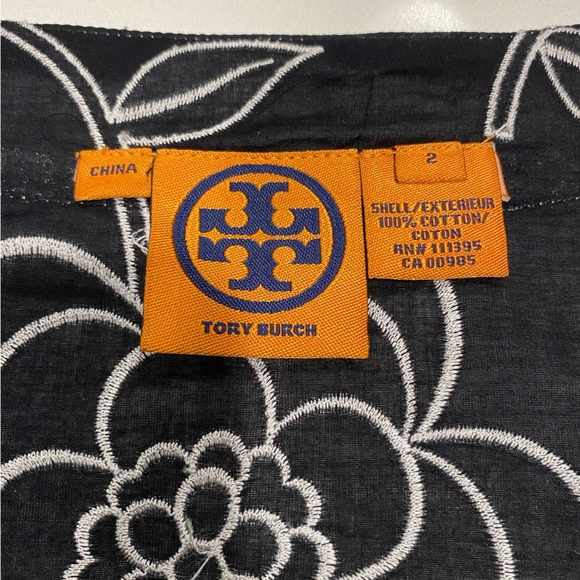 CHINA
TORY BURCH
2
SHELL/EXTERIEUR
100% COTTON/
COTON
RN# 111395
CA 00985